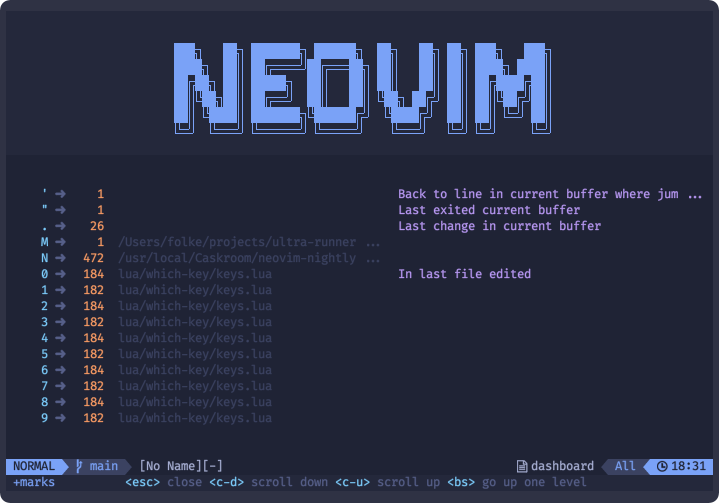 NEOVIM
' ➜ 1 Back to line in current buffer where jum ...
" ➜ 1 Last exited current buffer
. ➜ 26 Last change in current buffer
M ➜ 1 /Users/folke/projects/ultra-runner ...
N ➜ 472 /usr/local/Caskroom/neovim-nightly ...
0 ➜ 184 lua/which-key/keys.lua In last file edited
1 ➜ 182 lua/which-key/keys.lua
2 ➜ 184 lua/which-key/keys.lua
3 ➜ 182 lua/which-key/keys.lua
4 ➜ 184 lua/which-key/keys.lua
5 ➜ 182 lua/which-key/keys.lua
6 ➜ 184 lua/which-key/keys.lua
7 ➜ 182 lua/which-key/keys.lua
8 ➜ 184 lua/which-key/keys.lua
9 ➜ 182 lua/which-key/keys.lua
NORMAL main [No Name][-] dashboard All 18:31
+marks <esc> close <c-d> scroll down <c-u> scroll up <bs> go up one level